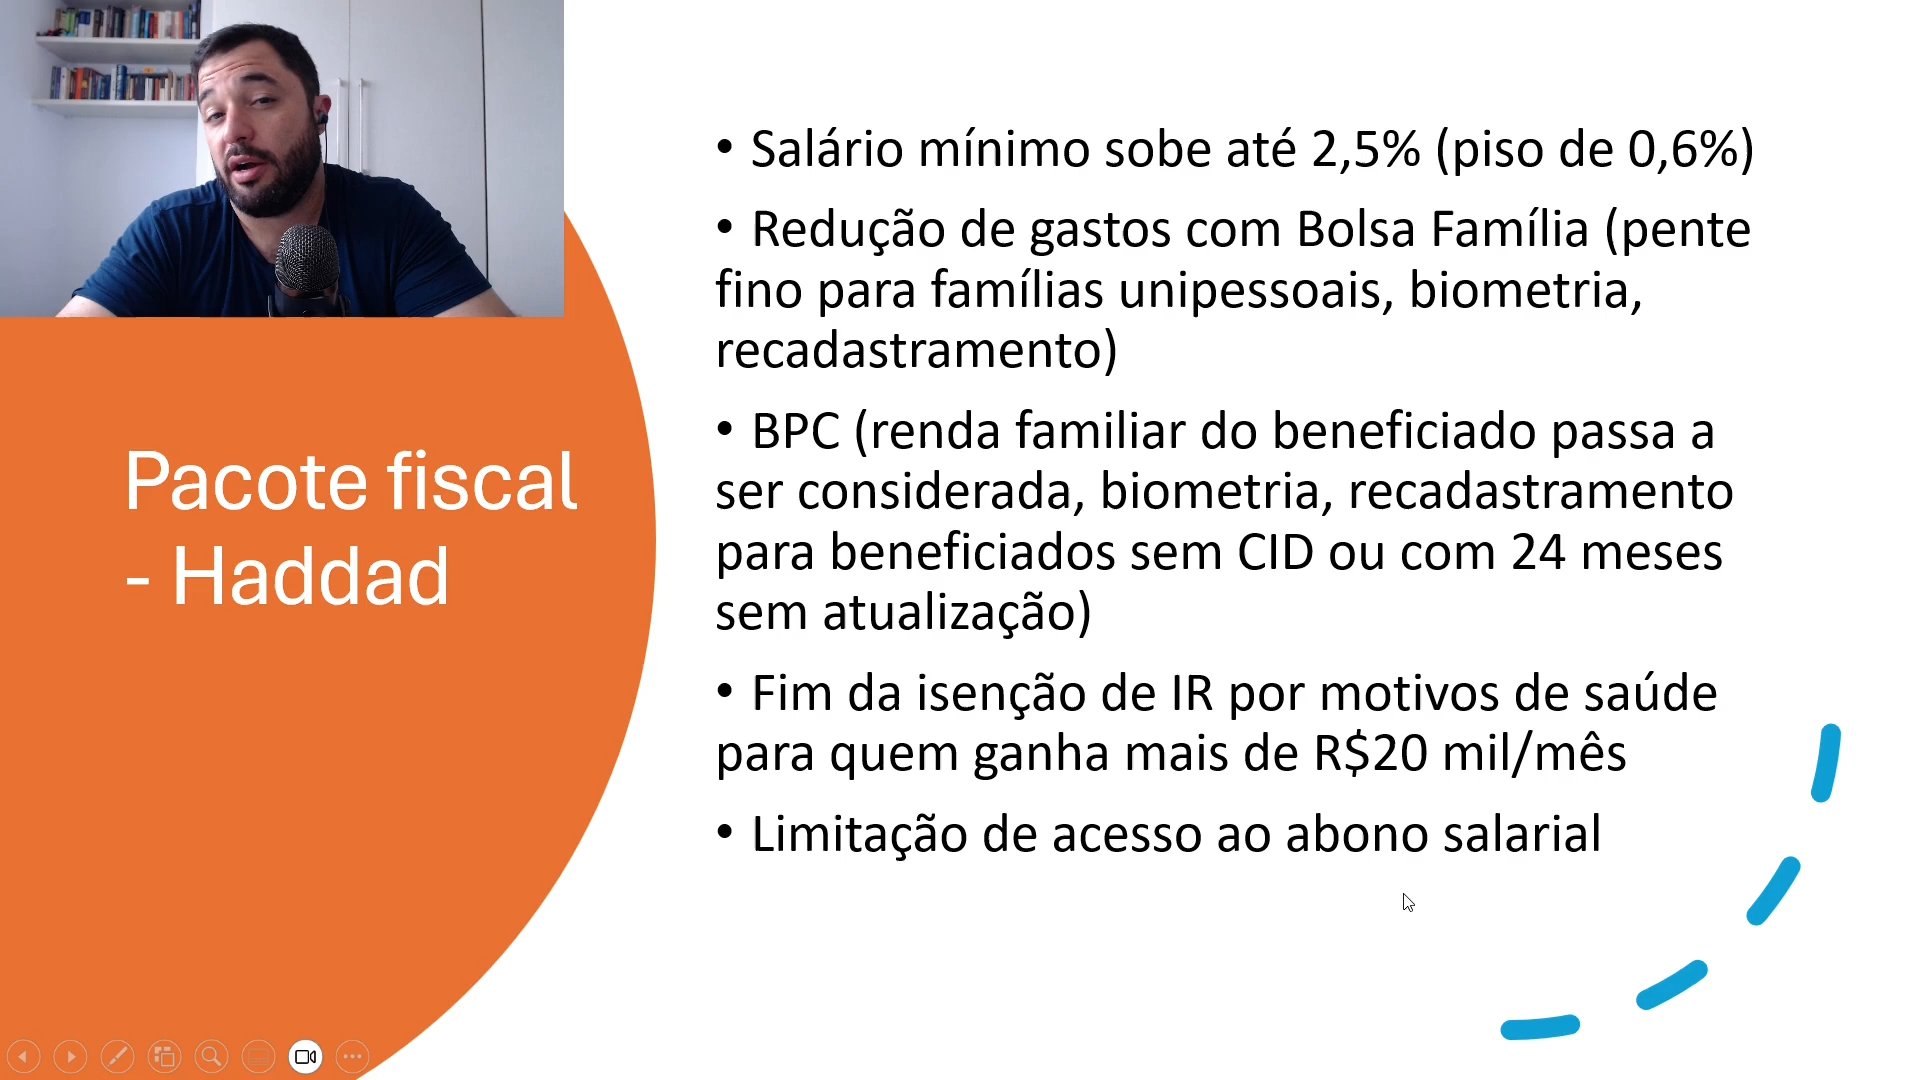 Pacote fiscal
- Haddad
• Salário mínimo sobe até 2,5% (piso de 0,6%)
• Redução de gastos com Bolsa Família (pente
fino para famílias unipessoais, biometria,
recadastramento)
• BPC (renda familiar do beneficiado passa a
ser considerada, biometria, recadastramento
para beneficiados sem CID ou com 24 meses
sem atualização)
• Fim da isenção de IR por motivos de saúde
para quem ganha mais de R$20 mil/mês
• Limitação de acesso ao abono salarial